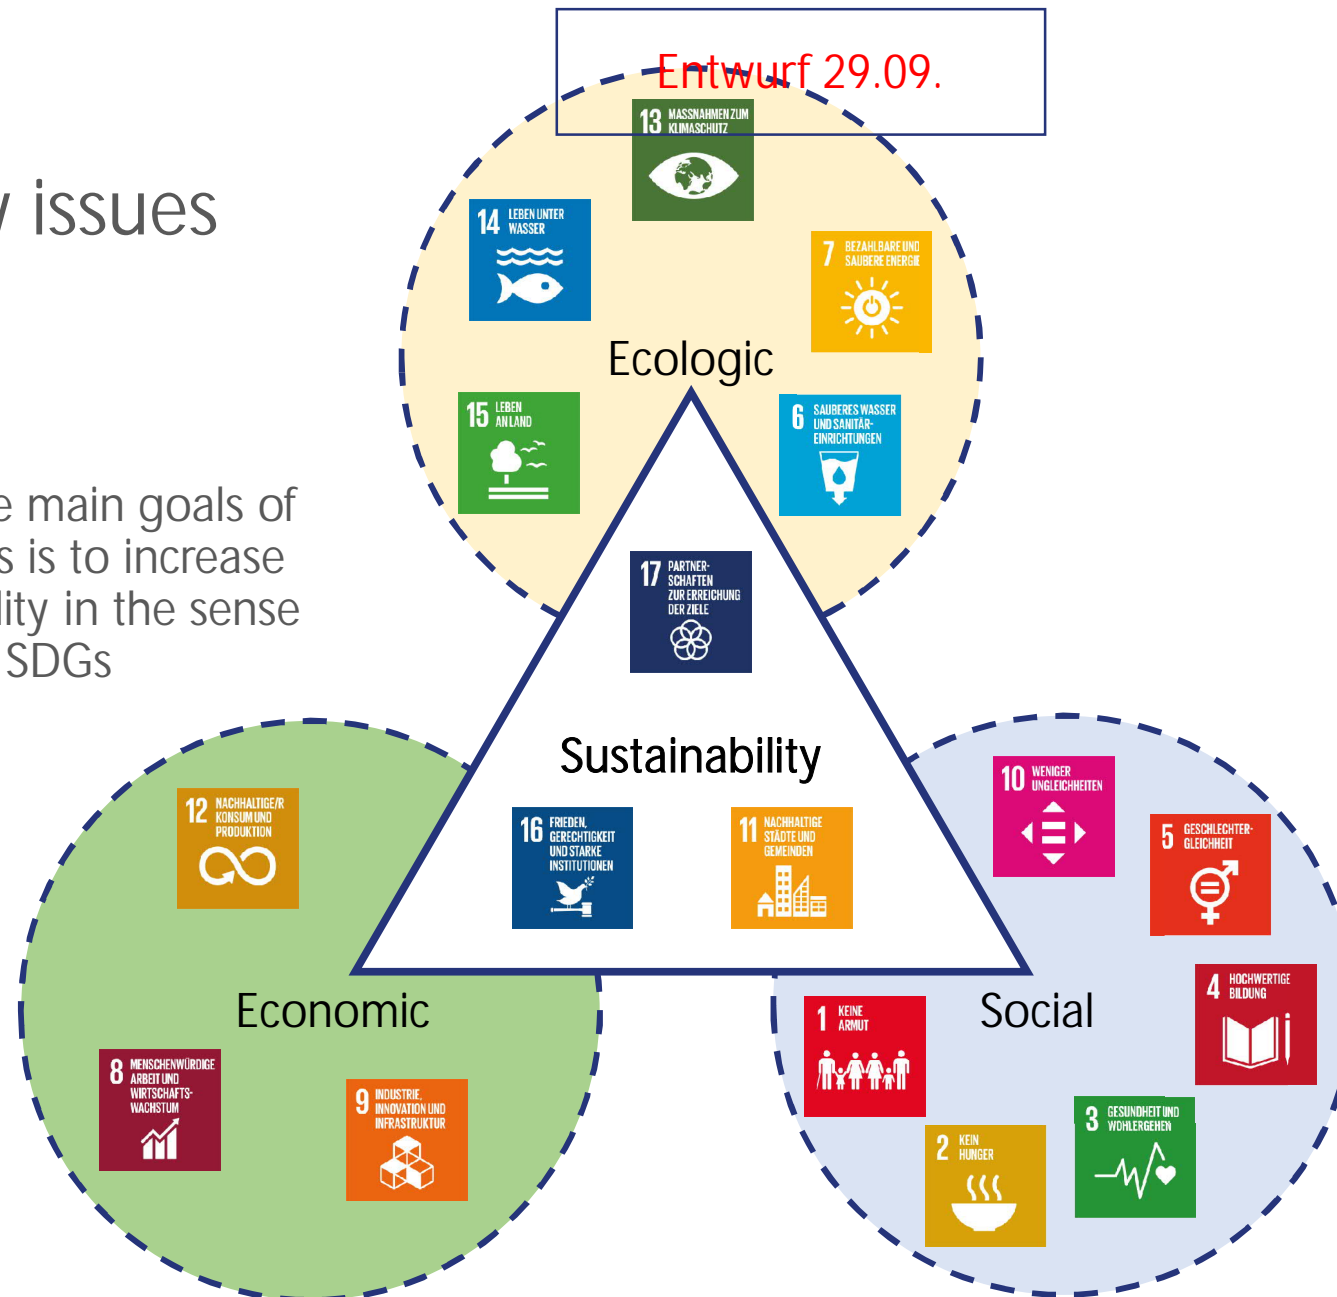 Entwurf 29.09.
issues
main goals of
is to increase
in the sense
SDGs
13 MASSNAHMEN ZUM
KLIMASCHUTZ
14 LEBEN UNTER
WASSER
7 BEZAHLBARE UND
SAUBERE ENERGIE
Ecologic
15 LEBEN
AN LAND
6 SAUBERES WASSER
UND SANITÄR-
EINRICHTUNGEN
17 PARTNER-
SCHAFTEN
ZUR ERREICHUNG
DER ZIELE
Sustainability
16 FRIEDEN,
GERECHTIGKEIT
UND STARKE
INSTITUTIONEN
11 NACHHALTIGE
STÄDTE UND
GEMEINDEN
12 NACHHALTIGE/R
KONSUM UND
PRODUKTION
Economic
8 MENSCHENWÜRDIGE
ARBEIT UND
WIRTSCHAFTS-
WACHSTUM
9 INDUSTRIE,
INNOVATION UND
INFRASTRUKTUR
10 WENIGER
UNGLEICHHEITEN
5 GESCHLECHTER-
GLEICHHEIT
4 HOCHWERTIGE
BILDUNG
Social
1 KEINE
ARMUT
3 GESUNDHEIT UND
WOHLERGEHEN
2 KEIN
HUNGER